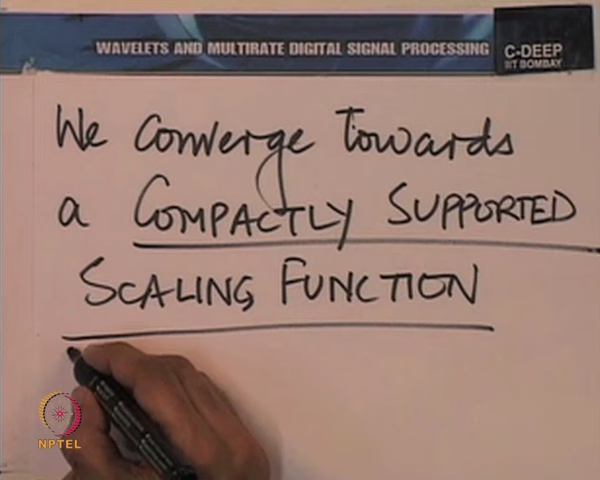 WAVELETS AND MULTIRATE DIGITAL SIGNAL PROCESSING
C-DEEP
IIT BOMBAY
We Converge Towards
a COMPACTLY SUPPORTED
SCALING FUNCTION
NPTEL